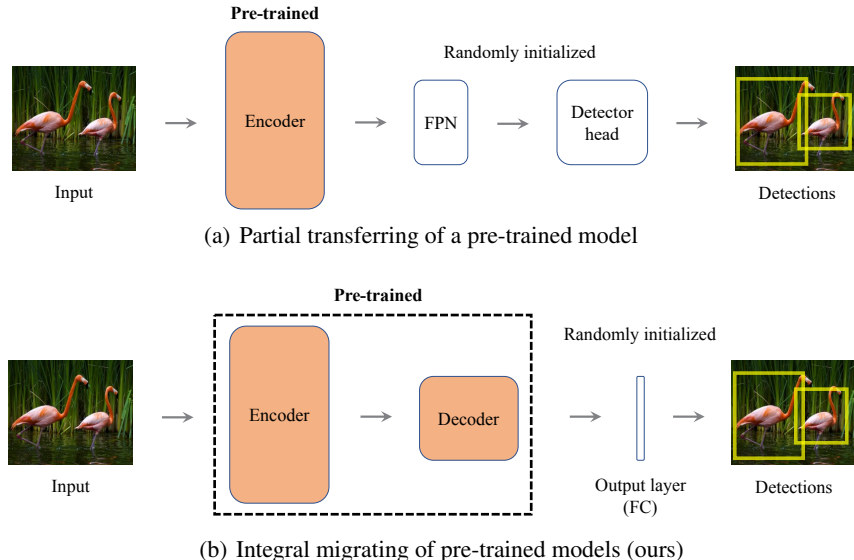 Pre-trained
Randomly initialized
Encoder
FPN
Detector
head
Input
Detections
(a) Partial transferring of a pre-trained model
Pre-trained
Randomly initialized
Encoder
Decoder
Input
Output layer
(FC)
Detections
(b) Integral migrating of pre-trained models (ours)